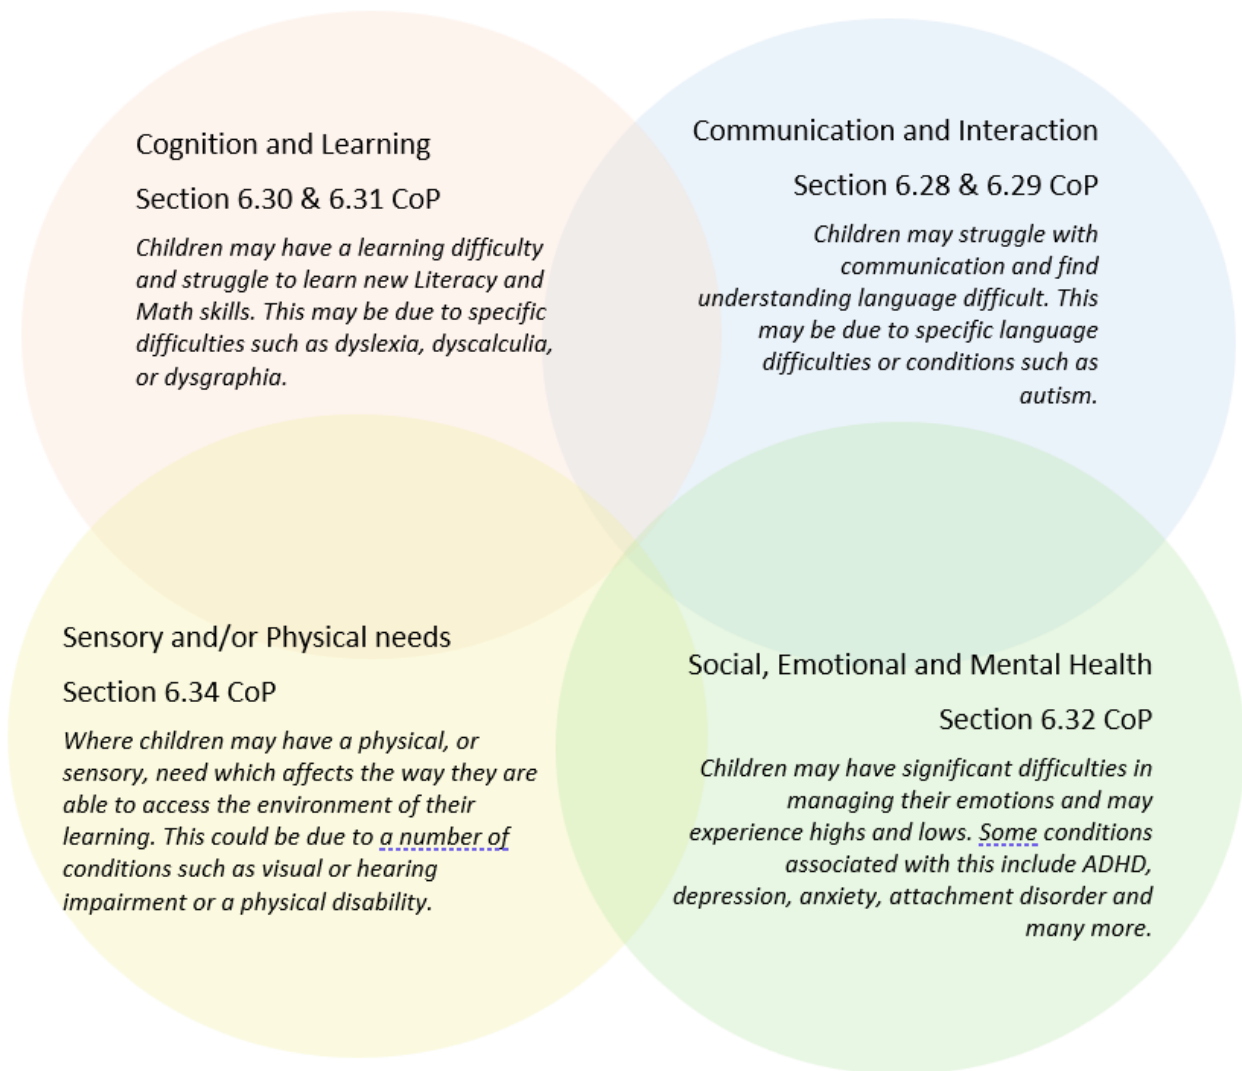 Cognition and Learning
Section 6.30 & 6.31 CoP
Children may have a learning difficulty
and struggle to learn new Literacy and
Math skills. This may be due to specific
difficulties such as dyslexia, dyscalculia,
or dysgraphia.
Communication and Interaction
Section 6.28 & 6.29 CoP
Children may struggle with
communication and find
understanding language difficult. This
may be due to specific language
difficulties or conditions such as
autism.
Sensory and/or Physical needs
Section 6.34 CoP
Where children may have a physical, or
sensory, need which affects the way they are
able to access the environment of their
learning. This could be due to a number of
conditions such as visual or hearing
impairment or a physical disability.
Social, Emotional and Mental Health
Section 6.32 CoP
Children may have significant difficulties in
managing their emotions and may
experience highs and lows. Some conditions
associated with this include ADHD,
depression, anxiety, attachment disorder and
many more.